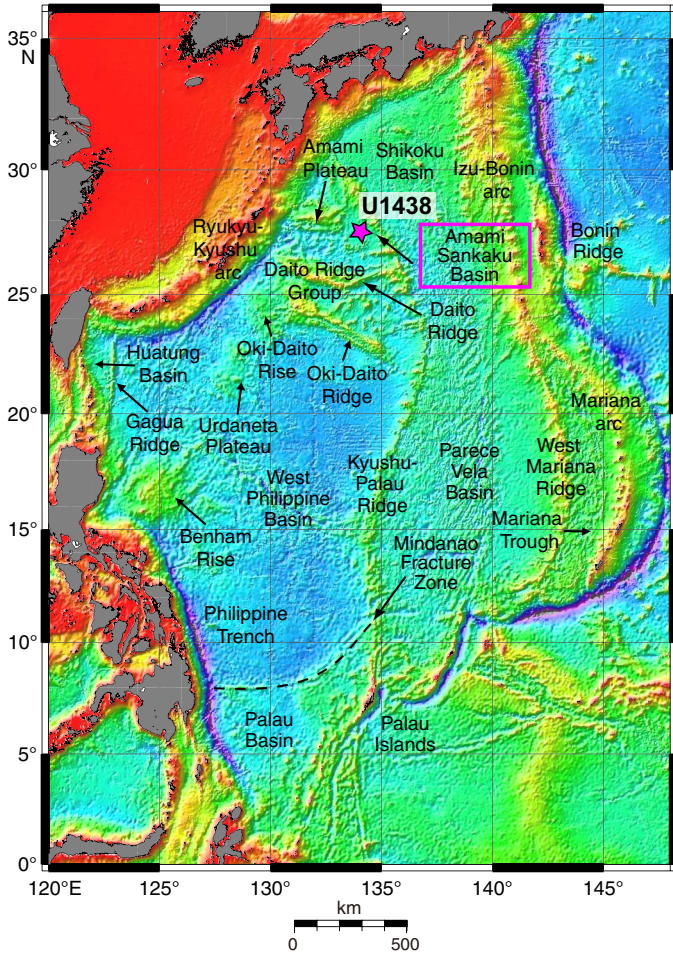 35°
N
30°
25°
20°
15°
10°
5°
0°
Amami
Plateau
Shikoku
Basin
Izu-Bonin
arc
U1438
Ryukyu-
Kyushu
arc
Amami
Sankaku
Basin
Bonin
Ridge
Daito Ridge
Group
Daito
Ridge
Huatung
Basin
Oki-Daito
Rise
Oki-Daito
Ridge
Gagua
Ridge
Urdaneta
Plateau
Mariana
arc
West
Philippine
Basin
Kyushu-
Palau
Ridge
Parece
Vela
Basin
West
Mariana
Ridge
Benham
Rise
Mariana
Trough
Mindanao
Fracture
Zone
Philippine
Trench
Palau
Basin
Palau
Islands
120°E
125°
130°
135°
140°
145°
km
0
500